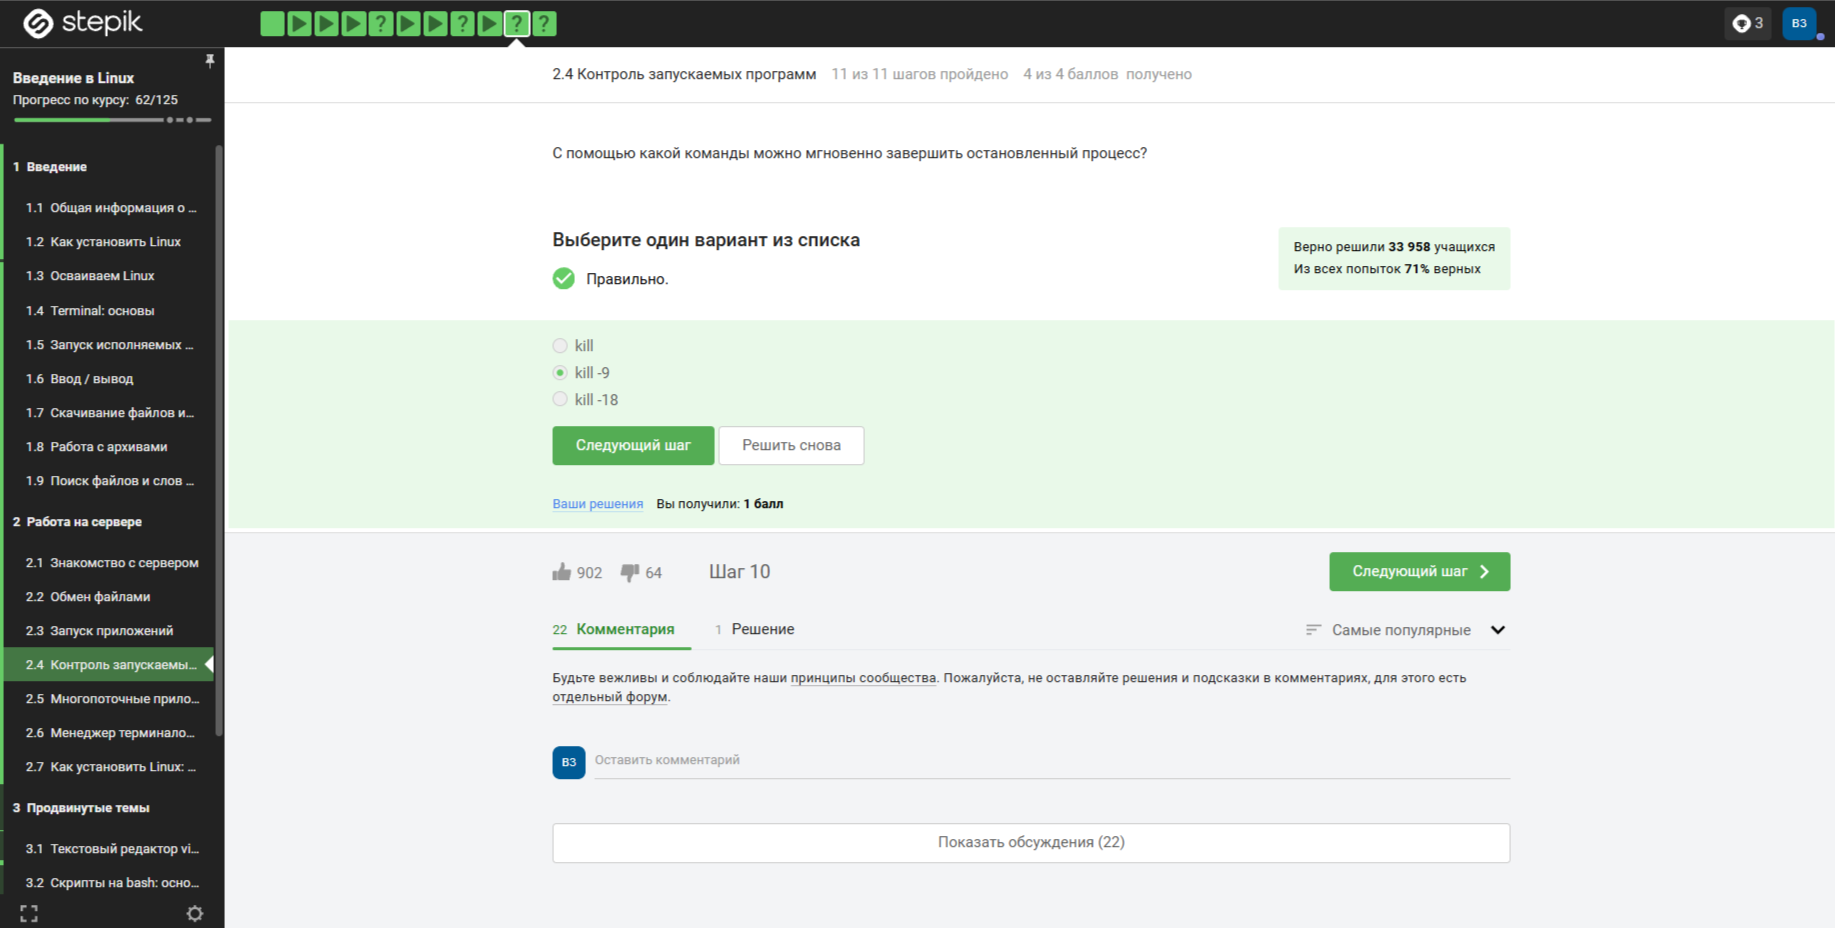 stepik
? ? ? ?
3
ВЗ
Введение в Linux
Прогресс по курсу: 62/125
1 Введение
1.1 Общая информация о ...
1.2 Как установить Linux
1.3 Осваиваем Linux
1.4 Terminal: основы
1.5 Запуск исполняемых ...
1.6 Ввод / вывод
1.7 Скачивание файлов и...
1.8 Работа с архивами
1.9 Поиск файлов и слов ...
2 Работа на сервере
2.1 Знакомство с сервером
2.2 Обмен файлами
2.3 Запуск приложений
2.4 Контроль запускаемы...
2.5 Многопоточные прило...
2.6 Менеджер терминало...
2.7 Как установить Linux: ...
3 Продвинутые темы
3.1 Текстовый редактор vi...
3.2 Скрипты на bash: осно...
2.4 Контроль запускаемых программ 11 из 11 шагов пройдено 4 из 4 баллов получено
С помощью какой команды можно мгновенно завершить остановленный процесс?
Выберите один вариант из списка
Правильно.
Верно решили 33 958 учащихся
Из всех попыток 71% верных
kill
kill -9
kill -18
Следующий шаг Решить снова
Ваши решения Вы получили: 1 балл
902 64 Шаг 10 Следующий шаг
22 Комментария 1 Решение Самые популярные
Будьте вежливы и соблюдайте наши принципы сообщества. Пожалуйста, не оставляйте решения и подсказки в комментариях, для этого есть
отдельный форум.
ВЗ Оставить комментарий
Показать обсуждения (22)